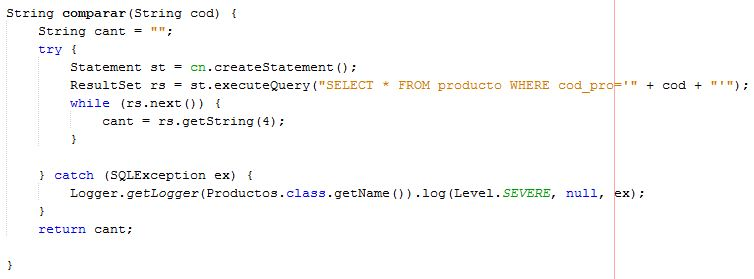 String comparar(String cod) {
String cant = "";
try {
Statement st = cn.createStatement();
ResultSet rs = st.executeQuery("SELECT * FROM producto WHERE cod_pro='" + cod + "'");
while (rs.next()) {
cant = rs.getString(4);
}
} catch (SQLException ex) {
Logger.getLogger(Productos.class.getName()).log(Level.SEVERE, null, ex);
}
return cant;
}